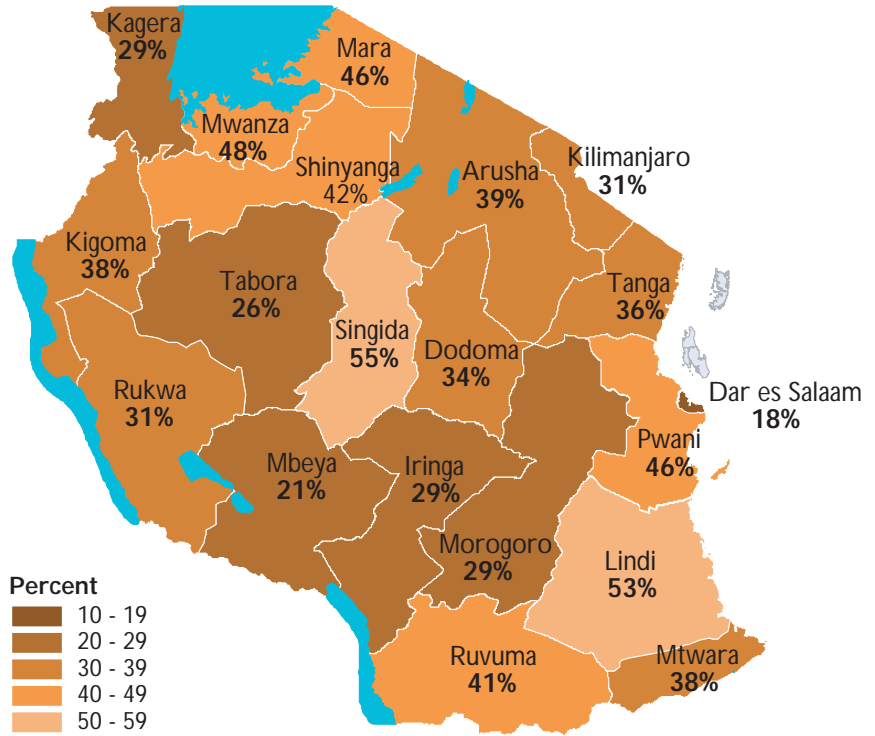 Kagera
29%
Mara
46%
Mwanza
48%
Shinyanga
42%
Arusha
39%
Kilimanjaro
31%
Kigoma
38%
Tabora
26%
Singida
55%
Dodoma
34%
Tanga
36%
Rukwa
31%
Dar es Salaam
18%
Pwani
46%
Mbeya
21%
Iringa
29%
Morogoro
29%
Lindi
53%
Ruvuma
41%
Mtwara
38%
Percent
10 - 19
20 - 29
30 - 39
40 - 49
50 - 59